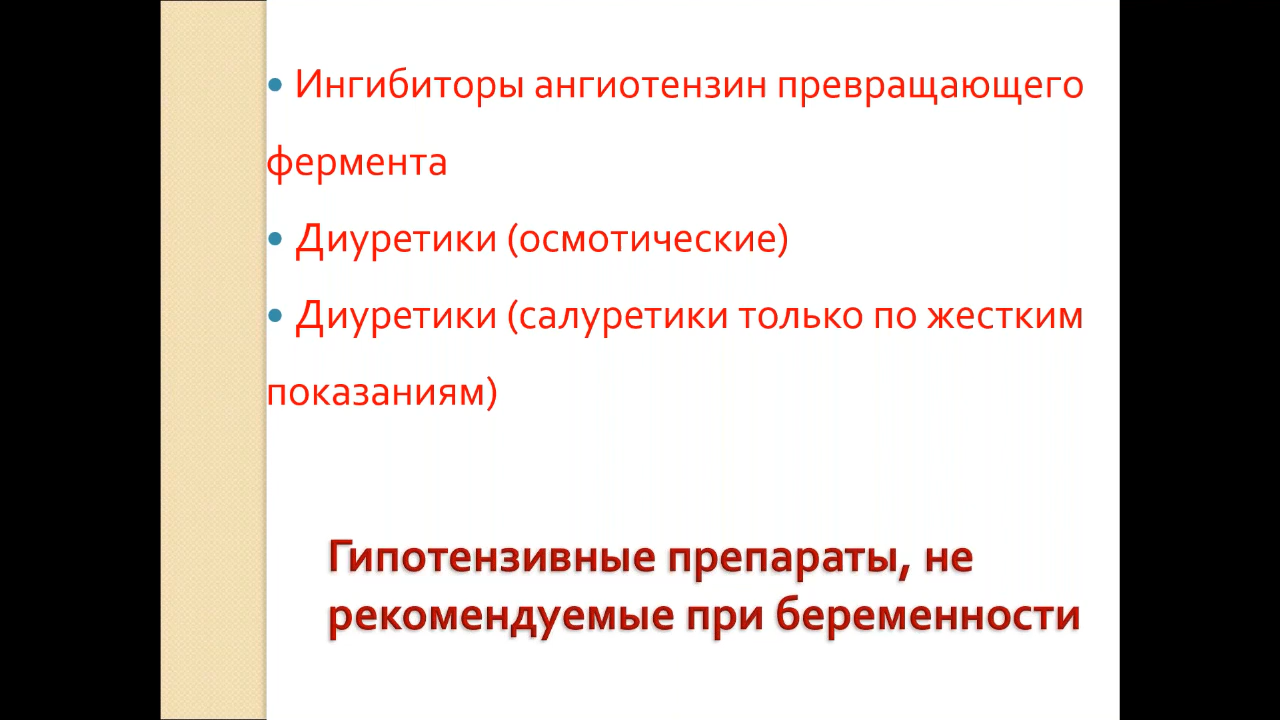 • Ингибиторы ангиотензин превращающего
фермента
• Диуретики (осмотические)
• Диуретики (салуретики только по жестким
показаниям)
Гипотензивные препараты, не
рекомендуемые при беременности